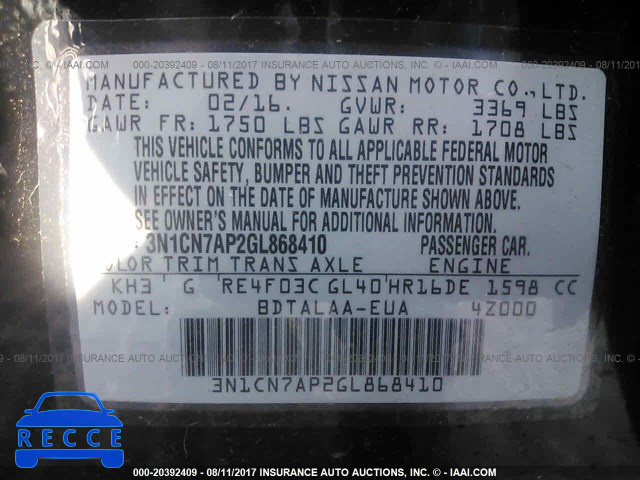 000-20392409 - 08/11/2017 - INSURANCE AUTO AUCTIONS, INC. - © - IAAI.COM
MANUFACTURED BY NISSAN MOTOR CO.,LTD.
DATE: 02/16. GVWR: 3369 LBS
GAWR FR: 1750 LBS GAWR RR: 1708 LBS
THIS VEHICLE CONFORMS TO ALL APPLICABLE FEDERAL MOTOR
VEHICLE SAFETY, BUMPER AND THEFT PREVENTION STANDARDS
IN EFFECT ON THE DATE OF MANUFACTURE SHOWN ABOVE.
SEE OWNER'S MANUAL FOR ADDITIONAL INFORMATION.
3N1CN7AP2GL868410 PASSENGER CAR.
COLOR TRIM TRANS AXLE ENGINE
KH3 G RE4F03C GL40 HR16DE 1598 CC
MODEL: BDTALAA-EUA 4Z000
3N1CN7AP2GL868410
RECCE
000-20392409 - 08/11/2017 - INSURANCE AUTO AUCTIONS, INC. - © - IAAI.COM